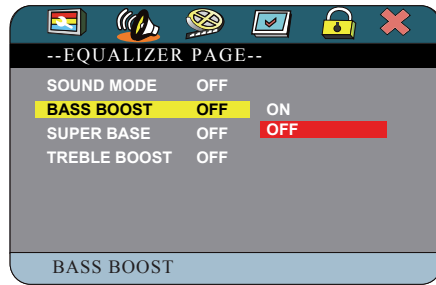 --EQUALIZER PAGE--
SOUND MODE OFF
BASS BOOST OFF ON
SUPER BASE OFF OFF
TREBLE BOOST OFF
BASS BOOST